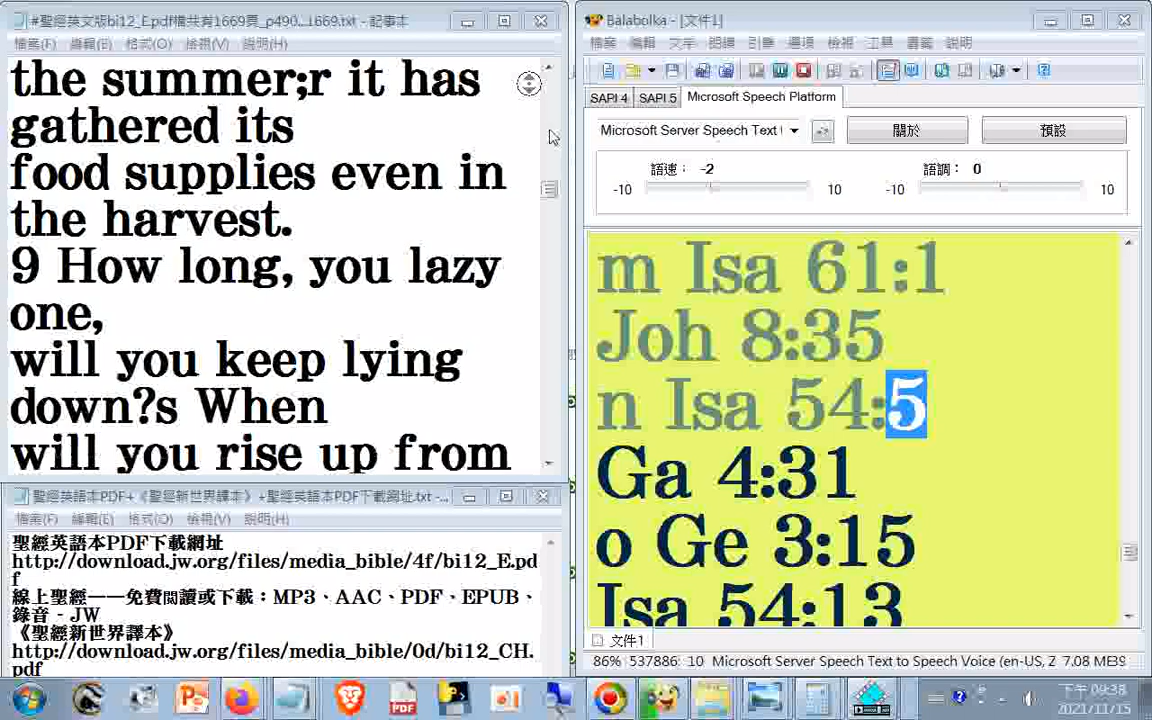 #聖經英文版bi12_E.pdf檔共有1669頁_p490...1669.txt - 記事本
檔案(F) 編輯(E) 格式(O) 檢視(V) 說明(H)
the summer;r it has
gathered its
food supplies even in
the harvest.
9 How long, you lazy
one,
will you keep lying
down?s When
will you rise up from
聖經英語本PDF+《聖經新世界譯本》+聖經英語本PDF下載網址.txt -...
檔案(F) 編輯(E) 格式(O) 檢視(V) 說明(H)
聖經英語本PDF下載網址
http://download.jw.org/files/media_bible/4f/bi12_E.pd
f
線上聖經——免費閱讀或下載：MP3、AAC、PDF、EPUB、
錄音 - JW
《聖經新世界譯本》
http://download.jw.org/files/media_bible/0d/bi12_CH.
pdf
Balabolka - [文件1]
檔案 編輯 文字 朗讀 引擎 選項 檢視 工具 書籤 說明
SAPI 4 SAPI 5 Microsoft Speech Platform
Microsoft Server Speech Text 關於 預設
語速： -2 語調： 0
-10 10 -10 10
m Isa 61:1
Joh 8:35
n Isa 54:5
Ga 4:31
o Ge 3:15
Isa 54:13
文件1
86% 537886: 10 Microsoft Server Speech Text to Speech Voice (en-US, Z 7.08 MB
下午 09:38
2021/11/15